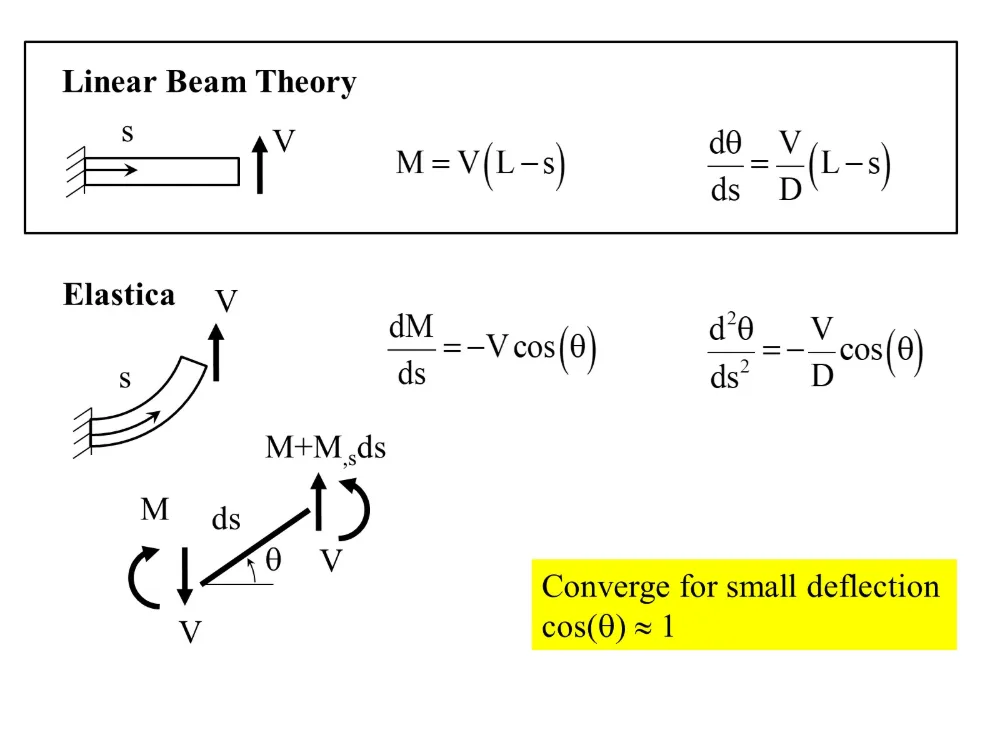 Linear Beam Theory
s
V
M = V(L − s)
dθ/ds = V/D (L − s)
Elastica
V
s
dM/ds = −V cos(θ)
d²θ/ds² = −V/D cos(θ)
M+M,sds
M
ds
θ
V
V
Converge for small deflection
cos(θ) ≈ 1